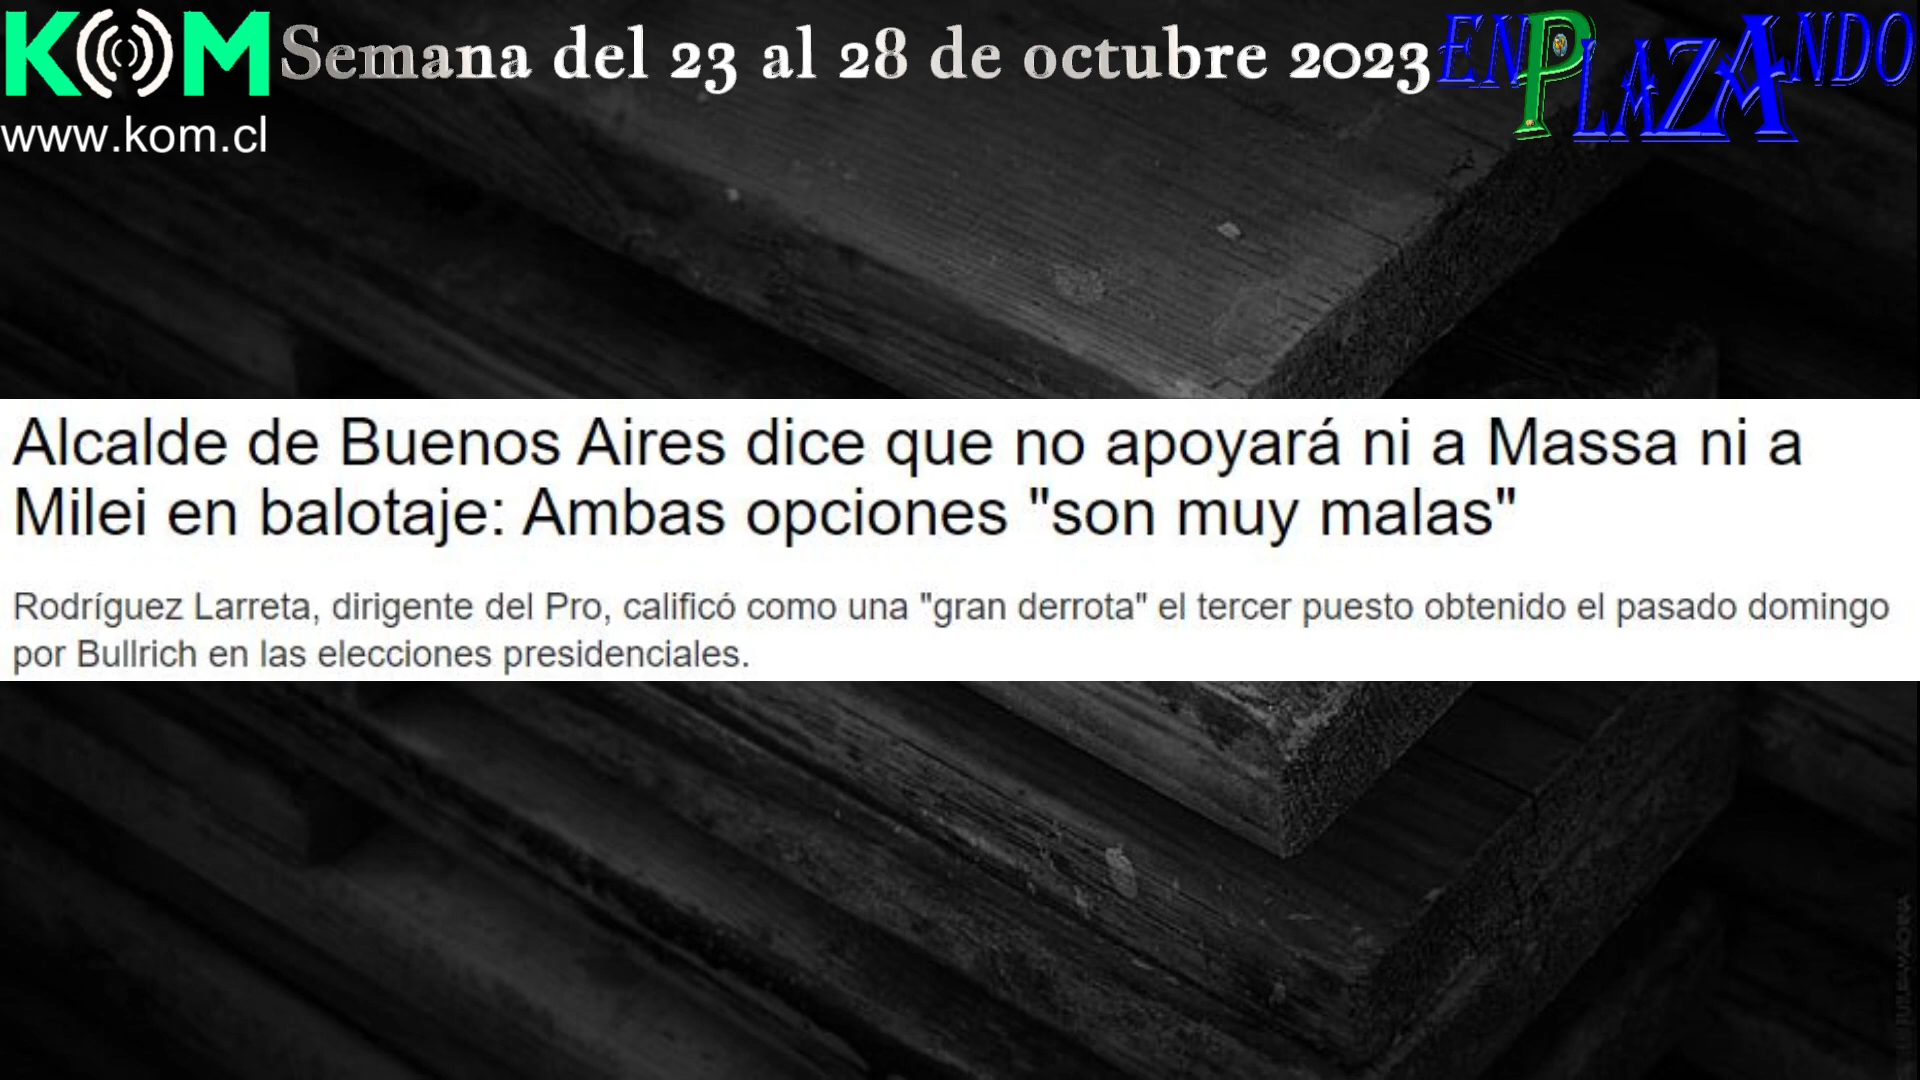 KOM
Semana del 23 al 28 de octubre 2023
ENPLAZANDO
www.kom.cl
Alcalde de Buenos Aires dice que no apoyará ni a Massa ni a
Milei en balotaje: Ambas opciones "son muy malas"
Rodríguez Larreta, dirigente del Pro, calificó como una "gran derrota" el tercer puesto obtenido el pasado domingo
por Bullrich en las elecciones presidenciales.